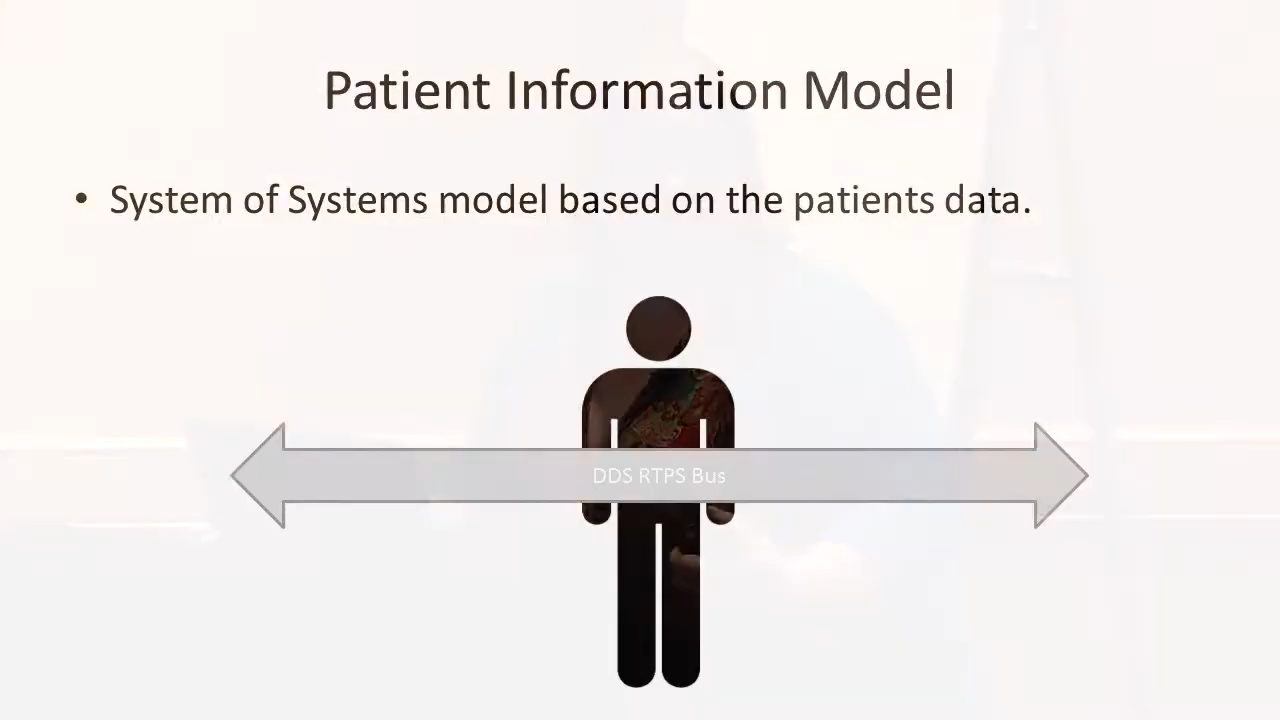 Patient Information Model
• System of Systems model based on the patients data.
DDS RTPS Bus